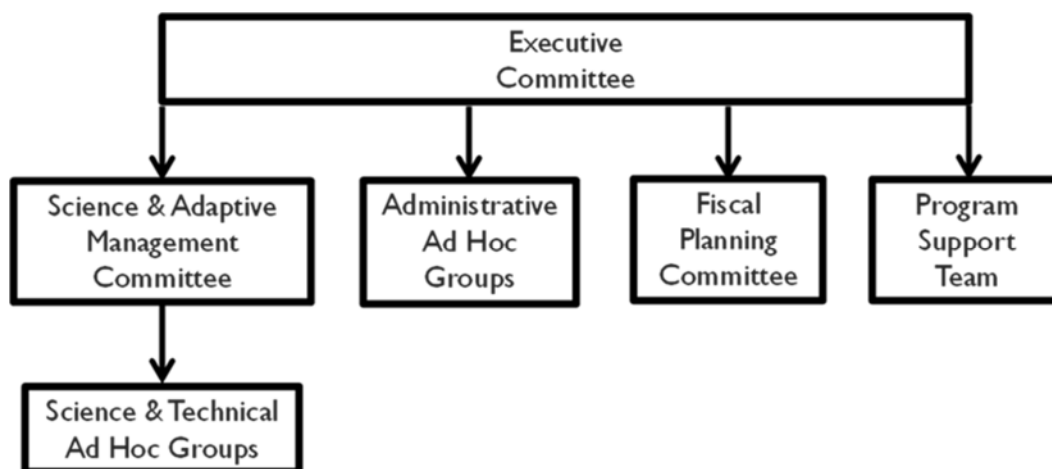 Executive
Committee
Science & Adaptive
Management
Committee
Administrative
Ad Hoc
Groups
Fiscal
Planning
Committee
Program
Support
Team
Science & Technical
Ad Hoc Groups